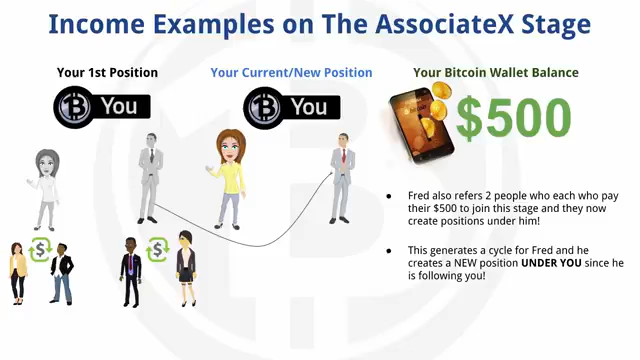 Income Examples on The AssociateX Stage
Your 1st Position
Your Current/New Position
Your Bitcoin Wallet Balance
You
You
$500
● Fred also refers 2 people who each who pay
their $500 to join this stage and they now
create positions under him!
● This generates a cycle for Fred and he
creates a NEW position UNDER YOU since he
is following you!
$
$